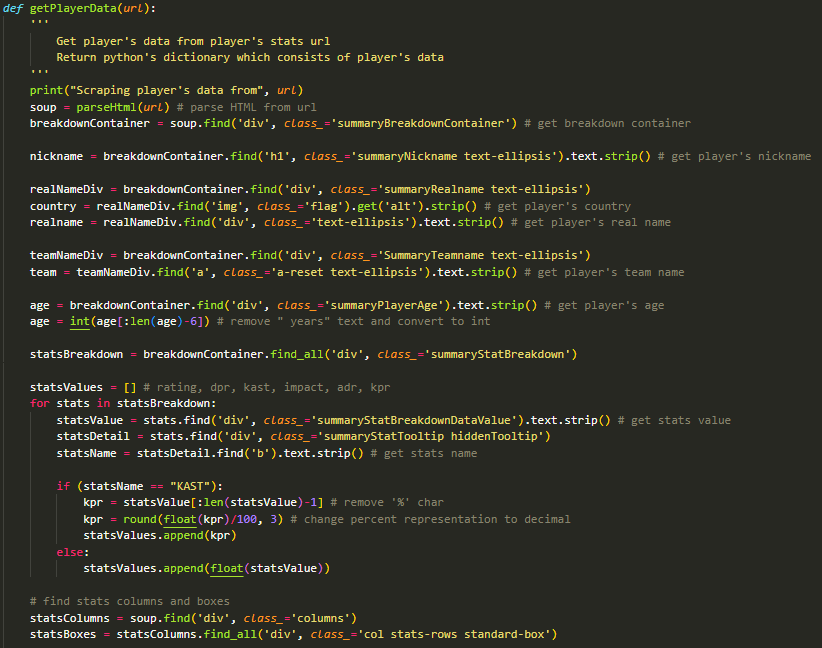 def getPlayerData(url):
    '''
        Get player's data from player's stats url
        Return python's dictionary which consists of player's data
    '''
    print("Scraping player's data from", url)
    soup = parseHtml(url) # parse HTML from url
    breakdownContainer = soup.find('div', class_='summaryBreakdownContainer') # get breakdown container

    nickname = breakdownContainer.find('h1', class_='summaryNickname text-ellipsis').text.strip() # get player's nickname

    realNameDiv = breakdownContainer.find('div', class_='summaryRealname text-ellipsis')
    country = realNameDiv.find('img', class_='flag').get('alt').strip() # get player's country
    realname = realNameDiv.find('div', class_='text-ellipsis').text.strip() # get player's real name

    teamNameDiv = breakdownContainer.find('div', class_='SummaryTeamname text-ellipsis')
    team = teamNameDiv.find('a', class_='a-reset text-ellipsis').text.strip() # get player's team name

    age = breakdownContainer.find('div', class_='summaryPlayerAge').text.strip() # get player's age
    age = int(age[:len(age)-6]) # remove " years" text and convert to int

    statsBreakdown = breakdownContainer.find_all('div', class_='summaryStatBreakdown')

    statsValues = [] # rating, dpr, kast, impact, adr, kpr
    for stats in statsBreakdown:
        statsValue = stats.find('div', class_='summaryStatBreakdownDataValue').text.strip() # get stats value
        statsDetail = stats.find('div', class_='summaryStatTooltip hiddenTooltip')
        statsName = statsDetail.find('b').text.strip() # get stats name

        if (statsName == "KAST"):
            kpr = statsValue[:len(statsValue)-1] # remove '%' char
            kpr = round(float(kpr)/100, 3) # change percent representation to decimal
            statsValues.append(kpr)
        else:
            statsValues.append(float(statsValue))

    # find stats columns and boxes
    statsColumns = soup.find('div', class_='columns')
    statsBoxes = statsColumns.find_all('div', class_='col stats-rows standard-box')